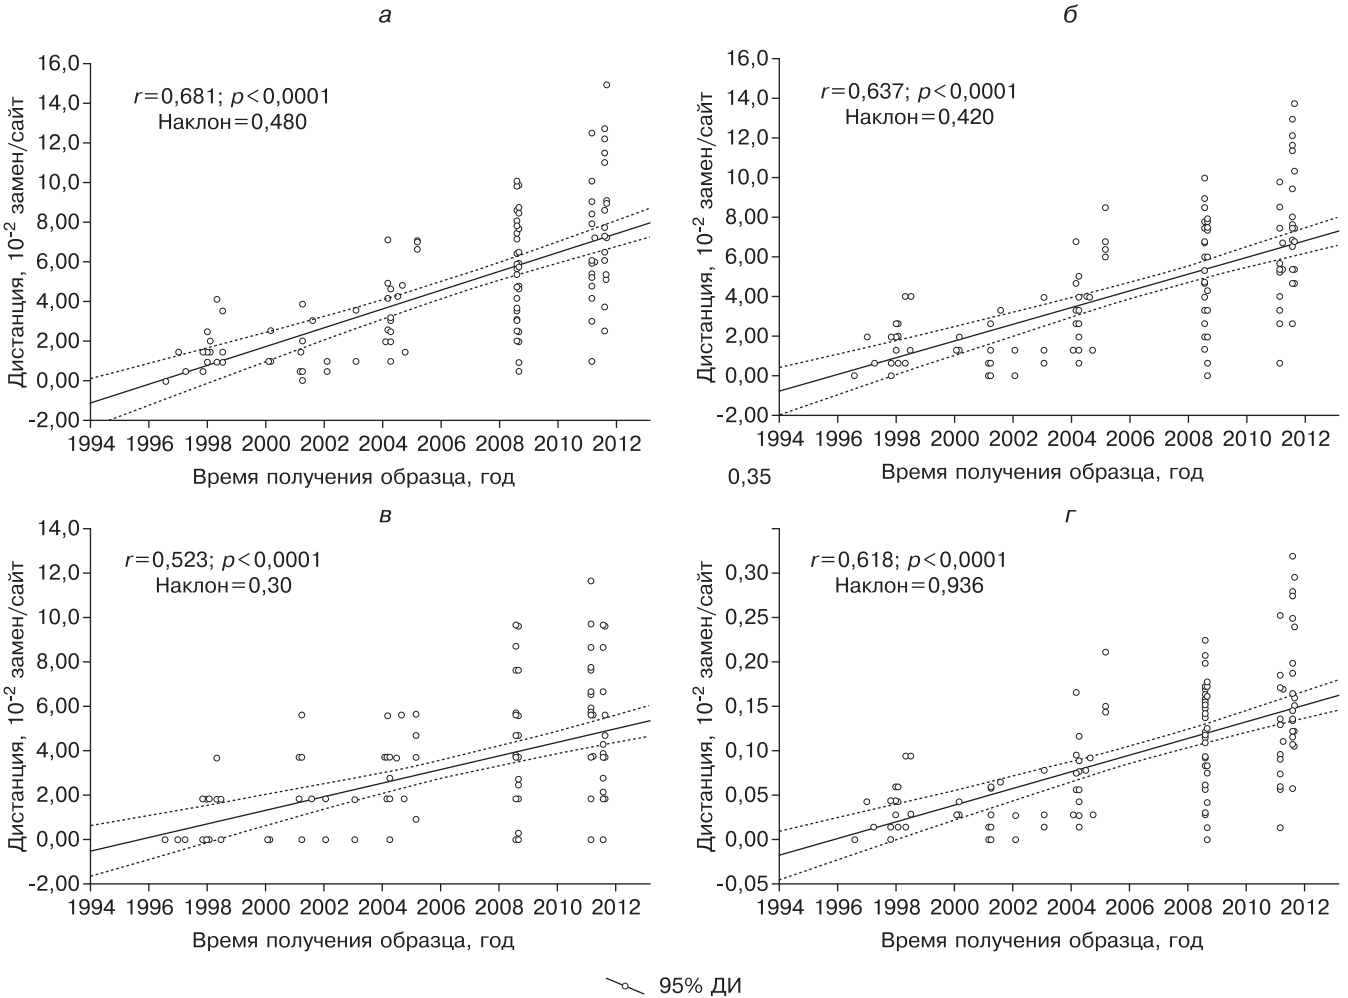 а
16,0
14,0
12,0
10,0
8,00
6,00
4,00
2,00
0,00
-2,00
Дистанция, 10-2 замен/сайт
r=0,681; p<0,0001
Наклон=0,480
1994 1996 1998 2000 2002 2004 2006 2008 2010 2012
Время получения образца, год
б
16,0
14,0
12,0
10,0
8,00
6,00
4,00
2,00
0,00
-2,00
Дистанция, 10-2 замен/сайт
r=0,637; p<0,0001
Наклон=0,420
1994 1996 1998 2000 2002 2004 2006 2008 2010 2012
Время получения образца, год
в
14,0
12,0
10,0
8,00
6,00
4,00
2,00
0,00
-2,00
Дистанция, 10-2 замен/сайт
r=0,523; p<0,0001
Наклон=0,30
1994 1996 1998 2000 2002 2004 2006 2008 2010 2012
Время получения образца, год
г
0,35
0,30
0,25
0,20
0,15
0,10
0,05
0,00
-0,05
Дистанция, 10-2 замен/сайт
r=0,618; p<0,0001
Наклон=0,936
1994 1996 1998 2000 2002 2004 2006 2008 2010 2012
Время получения образца, год
95% ДИ